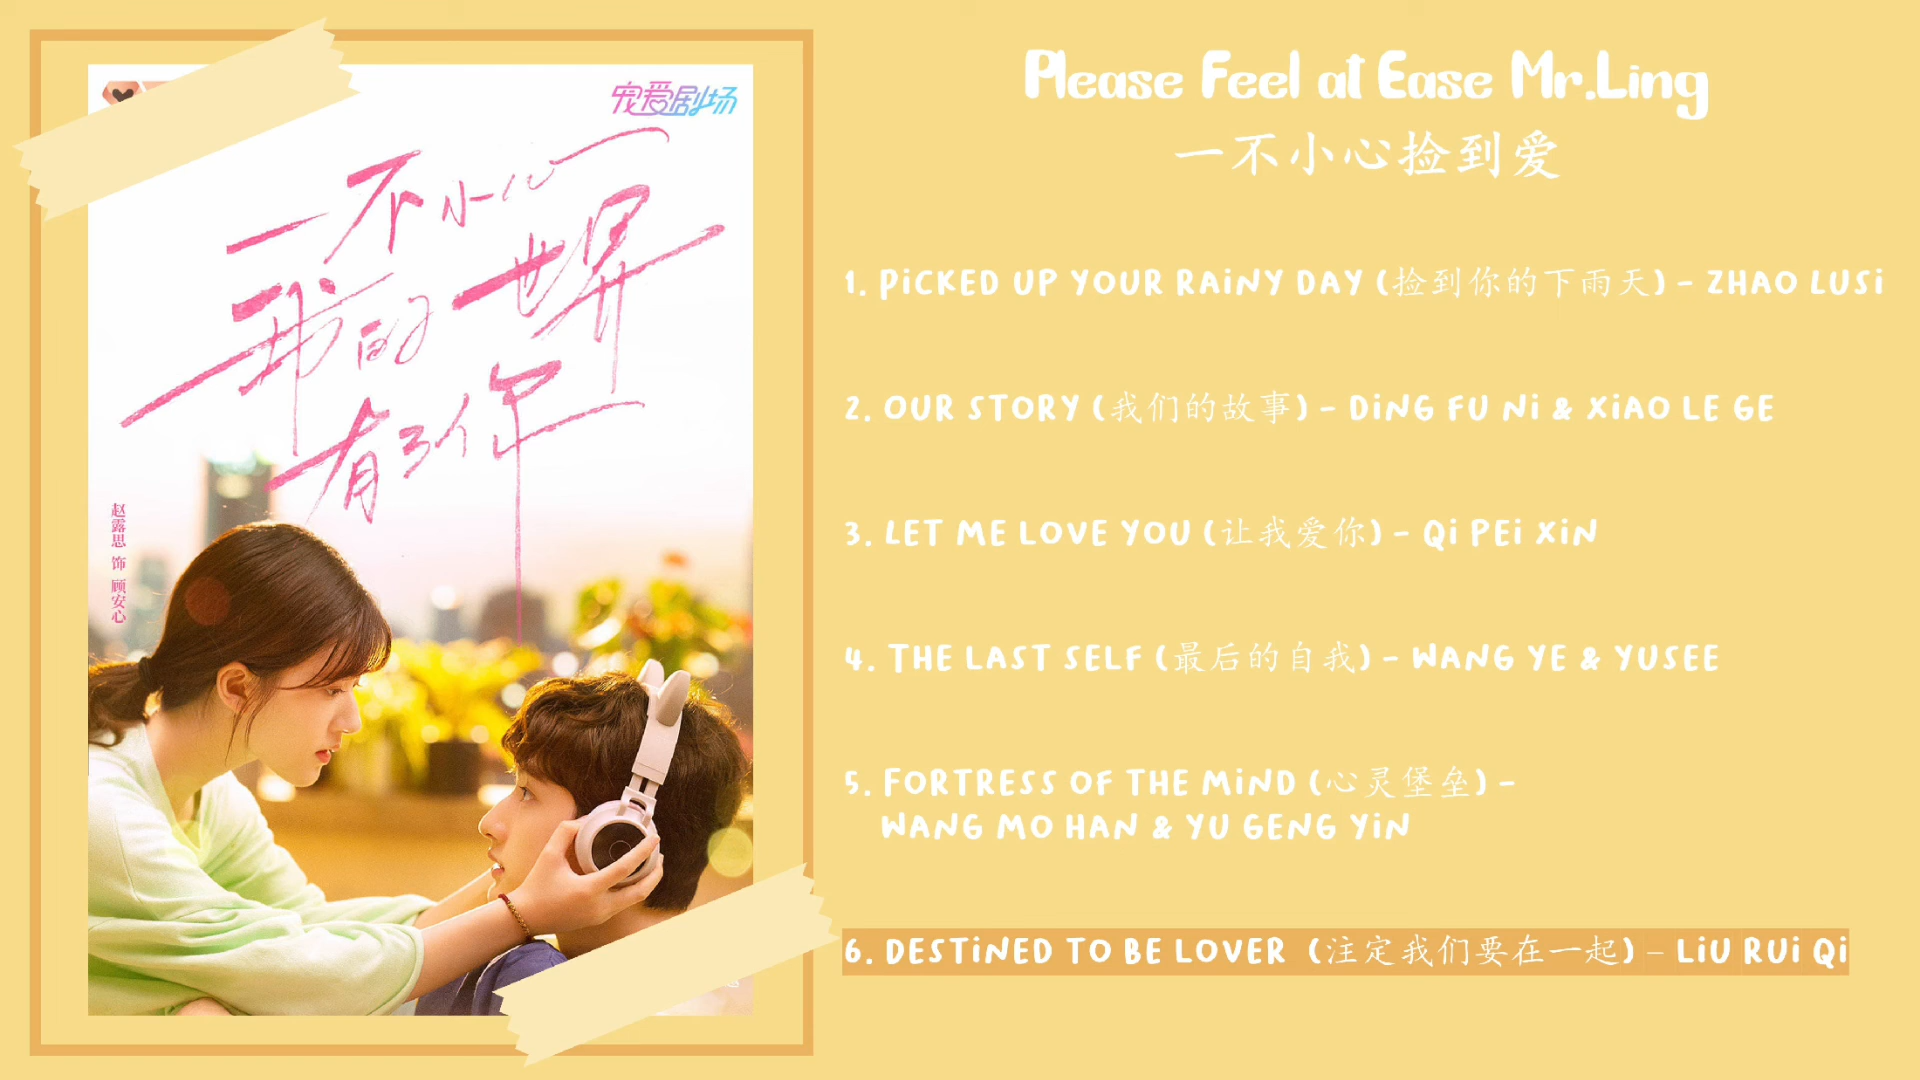 宠爱剧场
一不小心
我的世界
有了你
赵露思 饰 顾安心
Please Feel at Ease Mr.Ling
一不小心捡到爱
1. PiCKED UP YOUR RAiNY DAY (捡到你的下雨天) - ZHAO LUSi
2. OUR STORY (我们的故事) - DiNG FU Ni & XiAO LE GE
3. LET ME LOVE YOU (让我爱你) - Qi PEi XiN
4. THE LAST SELF (最后的自我) - WANG YE & YUSEE
5. FORTRESS OF THE MiND (心灵堡垒) -
WANG MO HAN & YU GENG YiN
6. DESTiNED TO BE LOVER (注定我们要在一起) – LiU RUi Qi